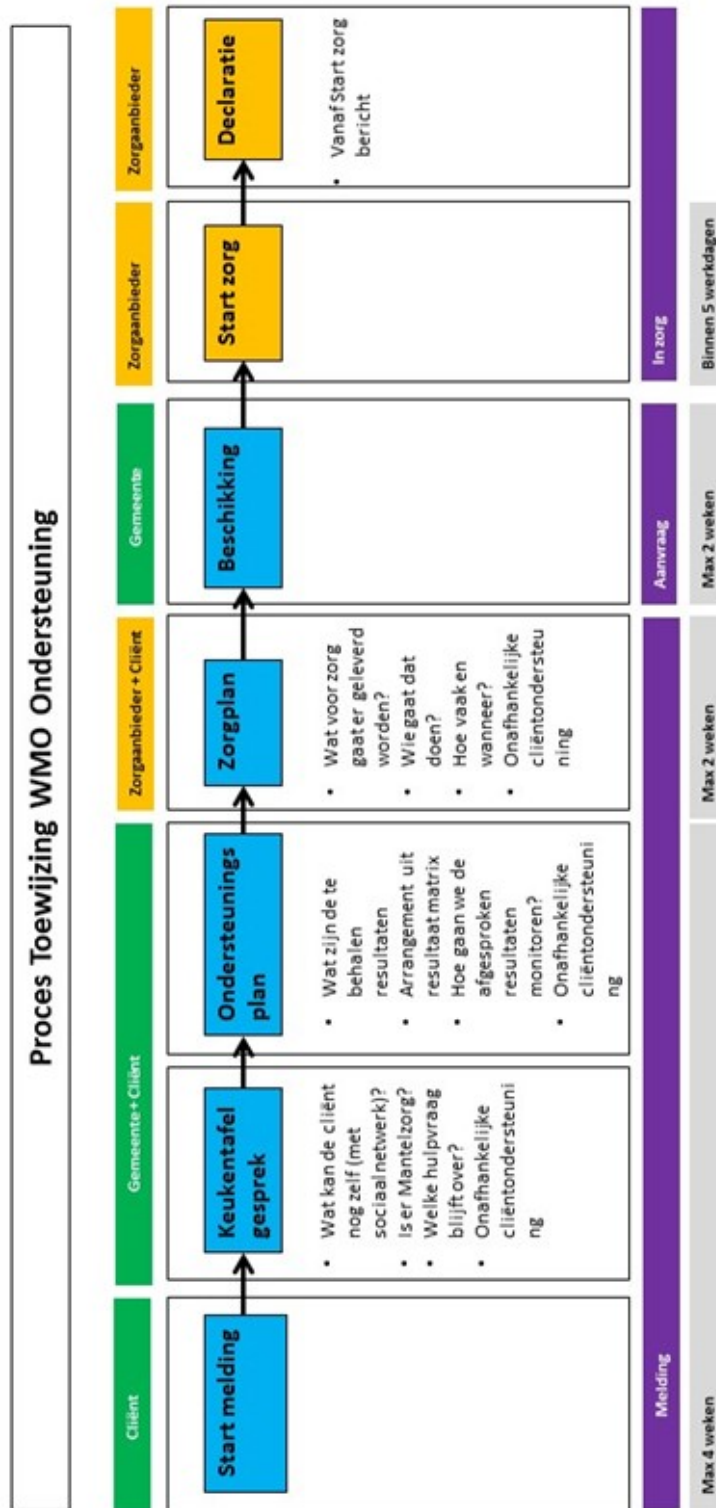 Proces Toewijzing WMO Ondersteuning
Cliënt
Gemeente + Cliënt
Zorgaanbieder + Cliënt
Gemeente
Zorgaanbieder
Zorgaanbieder
Start melding
Keukentafel
gesprek
• Wat kan de cliënt
nog zelf (met
sociaal netwerk)?
• Is er Mantelzorg?
• Welke hulpvraag
blijft over?
• Onafhankelijke
cliëntondersteuni
ng
Ondersteunings
plan
• Wat zijn de te
behalen
resultaten
• Arrangement uit
resultaatmatrix
• Hoe gaan we de
afgesproken
resultaten
monitoren?
• Onafhankelijke
cliëntondersteuni
ng
Zorgplan
• Wat voor zorg
gaat er geleverd
worden?
• Wie gaat dat
doen?
• Hoe vaak en
wanneer?
• Onafhankelijke
cliëntondersteu
ning
Beschikking
Start zorg
Declaratie
• Vanaf Start zorg
bericht
Melding
Aanvraag
In zorg
Max 4 weken
Max 2 weken
Max 2 weken
Binnen 5 werkdagen